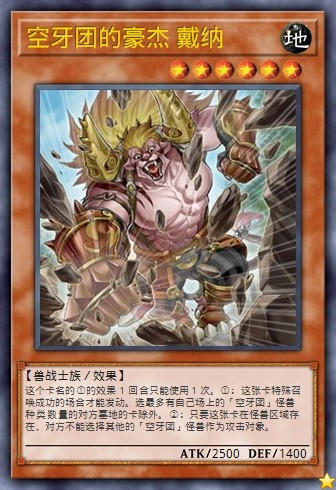 空牙团的豪杰 戴纳
地
【兽战士族／效果】
这个卡名的①的效果1回合只能使用1次。①：这张卡特殊召
唤成功的场合才能发动。选最多有自己场上的「空牙团」怪兽
种类数量的对方墓地的卡除外。②：只要这张卡在怪兽区域存
在，对方不能选择其他的「空牙团」怪兽作为攻击对象。
ATK/2500 DEF/1400